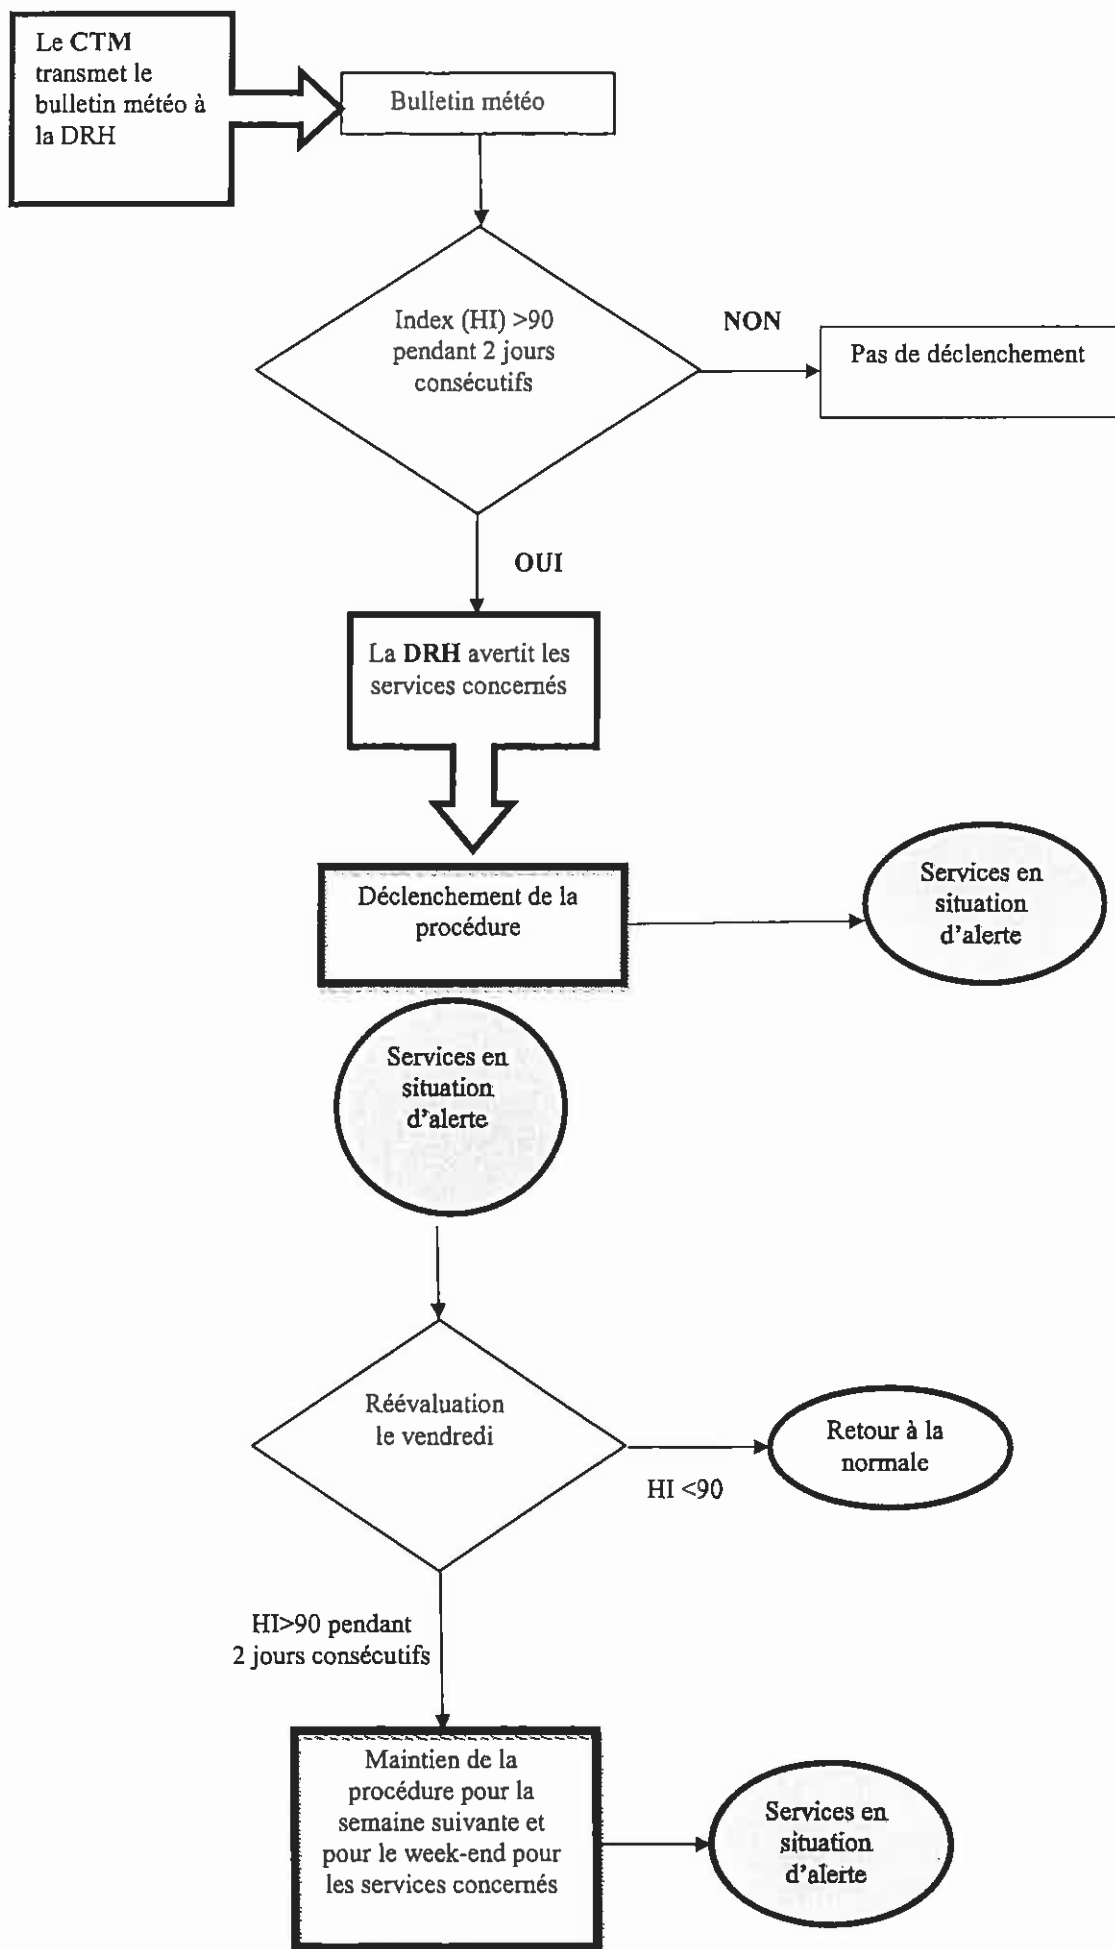 Le CTM
transmet le
bulletin météo à
la DRH
Bulletin météo
Index (HI) >90
pendant 2 jours
consécutifs
NON
Pas de déclenchement
OUI
La DRH avertit les
services concernés
Déclenchement de la
procédure
Services en
situation
d'alerte
Services en
situation
d'alerte
Réévaluation
le vendredi
HI <90
Retour à la
normale
HI>90 pendant
2 jours consécutifs
Maintien de la
procédure pour la
semaine suivante et
pour le week-end pour
les services concernés
Services en
situation
d'alerte